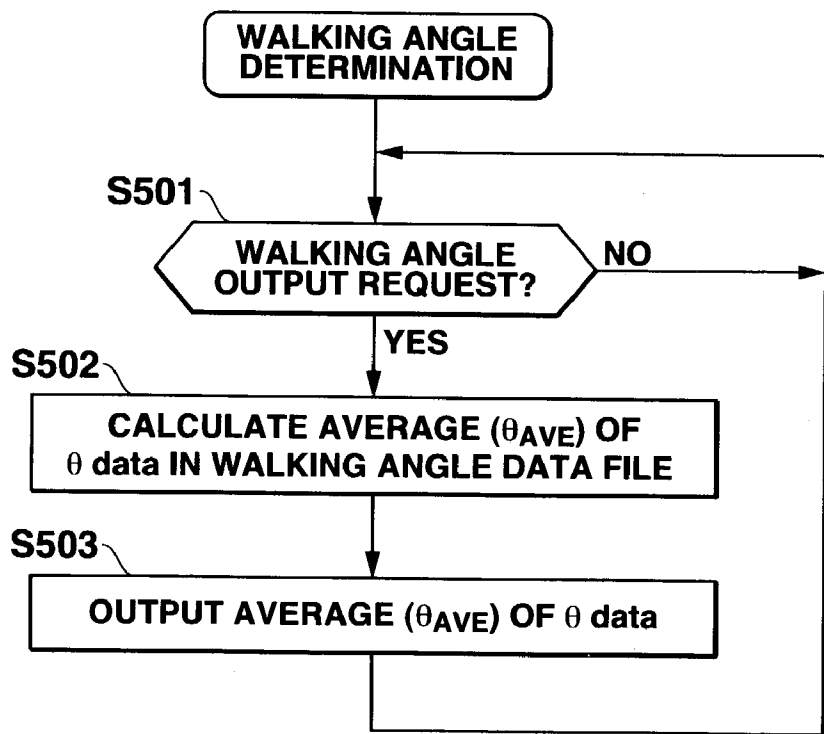 WALKING ANGLE
DETERMINATION
S501
WALKING ANGLE
OUTPUT REQUEST?
NO
YES
S502
CALCULATE AVERAGE (θAVE) OF
θ data IN WALKING ANGLE DATA FILE
S503
OUTPUT AVERAGE (θAVE) OF θ data